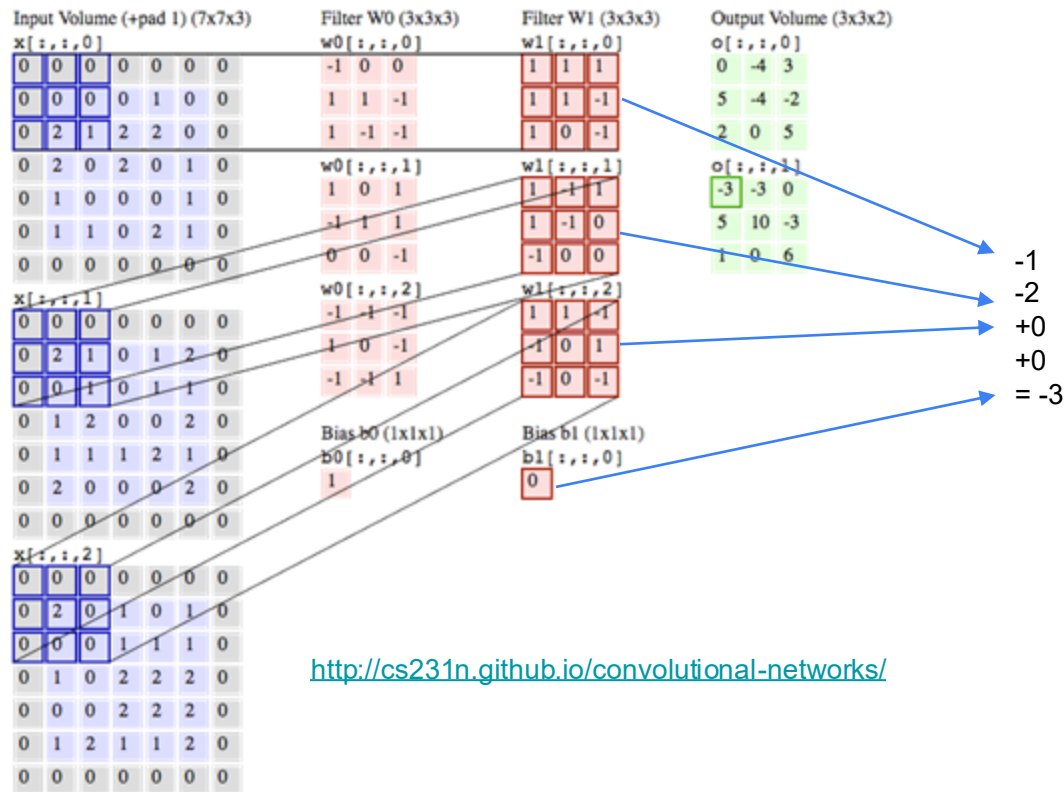 Input Volume (+pad 1) (7x7x3)
x[:,:,0]
0 0 0 0 0 0 0
0 0 0 0 1 0 0
0 2 1 2 2 0 0
0 2 0 2 0 1 0
0 1 0 0 0 1 0
0 1 1 0 2 1 0
0 0 0 0 0 0 0
x[:,:,1]
0 0 0 0 0 0 0
0 2 1 0 1 2 0
0 0 1 0 1 1 0
0 1 2 0 0 2 0
0 1 1 1 2 1 0
0 2 0 0 0 2 0
0 0 0 0 0 0 0
x[:,:,2]
0 0 0 0 0 0 0
0 2 0 1 0 1 0
0 0 0 1 1 1 0
0 1 0 2 2 2 0
0 0 0 2 2 2 0
0 1 2 1 1 2 0
0 0 0 0 0 0 0
Filter W0 (3x3x3)
w0[:,:,0]
-1 0 0
1 1 -1
1 -1 -1
w0[:,:,1]
1 0 1
-1 1 1
0 0 -1
w0[:,:,2]
-1 -1 -1
1 0 -1
-1 -1 1
Bias b0 (1x1x1)
b0[:,:,0]
1
Filter W1 (3x3x3)
w1[:,:,0]
1 1 1
1 1 -1
1 0 -1
w1[:,:,1]
1 -1 1
1 -1 0
-1 0 0
w1[:,:,2]
1 1 -1
-1 0 1
-1 0 -1
Bias b1 (1x1x1)
b1[:,:,0]
0
Output Volume (3x3x2)
o[:,:,0]
0 -4 3
5 -4 -2
2 0 5
o[:,:,1]
-3 -3 0
5 10 -3
1 0 6
-1
-2
+0
+0
= -3
http://cs231n.github.io/convolutional-networks/